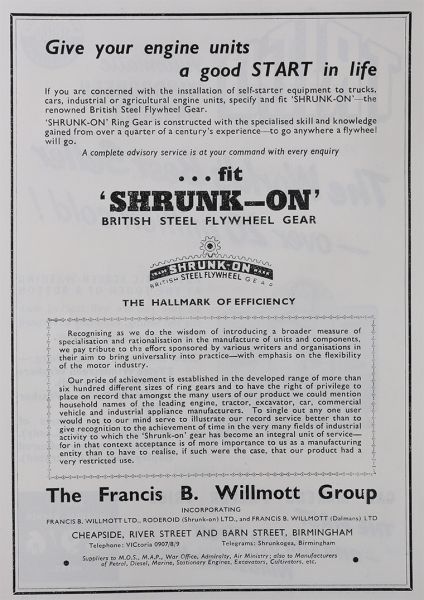 Give your engine units
a good START in life
If you are concerned with the installation of self-starter equipment to trucks,
cars, industrial or agricultural engine units, specify and fit ‘SHRUNK-ON’—the
renowned British Steel Flywheel Gear.
‘SHRUNK-ON’ Ring Gear is constructed with the specialised skill and knowledge
gained from over a quarter of a century's experience—to go anywhere a flywheel
will go.
A complete advisory service is at your command with every enquiry
... fit
‘SHRUNK—ON’
BRITISH STEEL FLYWHEEL GEAR
TRADE SHRUNK-ON MARK
BRITISH STEEL FLYWHEEL GEAR
THE HALLMARK OF EFFICIENCY
Recognising as we do the wisdom of introducing a broader measure of
specialisation and rationalisation in the manufacture of units and components,
we pay tribute to the effort sponsored by various writers and organisations in
their aim to bring universality into practice—with emphasis on the flexibility
of the motor industry.
Our pride of achievement is established in the developed range of more than
six hundred different sizes of ring gears and to have the right of privilege to
place on record that amongst the many users of our product we could mention
household names of the leading engine, tractor, excavator, car, commercial
vehicle and industrial appliance manufacturers. To single out any one user
would not to our mind serve to illustrate our record service better than to
give recognition to the achievement of time in the very many fields of industrial
activity to which the ‘Shrunk-on’ gear has become an integral unit of service—
for in that context acceptance is of more importance to us as a manufacturing
entity than to have to realise, if such were the case, that our product had a
very restricted use.
The Francis B. Willmott Group
INCORPORATING
FRANCIS B. WILLMOTT LTD., RODEROID (Shrunk-on) LTD., and FRANCIS B. WILLMOTT (Dalmans) LTD
CHEAPSIDE, RIVER STREET AND BARN STREET, BIRMINGHAM
Telephone: VICtoria 0907/8/9 Telegrams: Shrunkogea, Birmingham
Suppliers to M.O.S., M.A.P., War Office, Admiralty, Air Ministry; also to Manufacturers
of Petrol, Diesel, Marine, Stationary Engines, Excavators, Cultivators, etc.